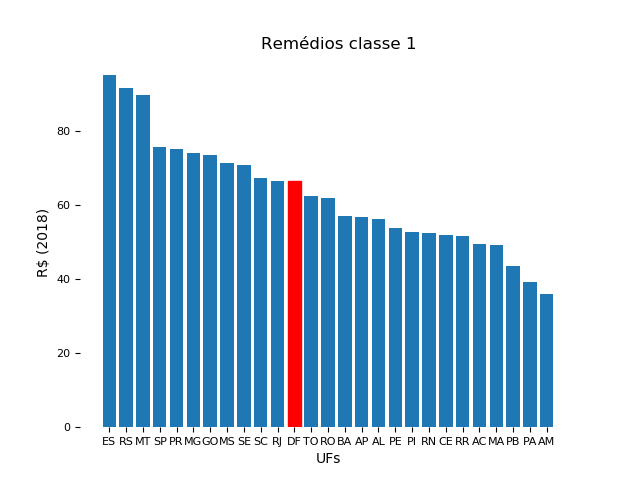 Remédios classe 1
R$ (2018)
80
60
40
20
0
ES RS MT SP PR MG GO MS SE SC RJ DF TO RO BA AP AL PE PI RN CE RR AC MA PB PA AM
UFs